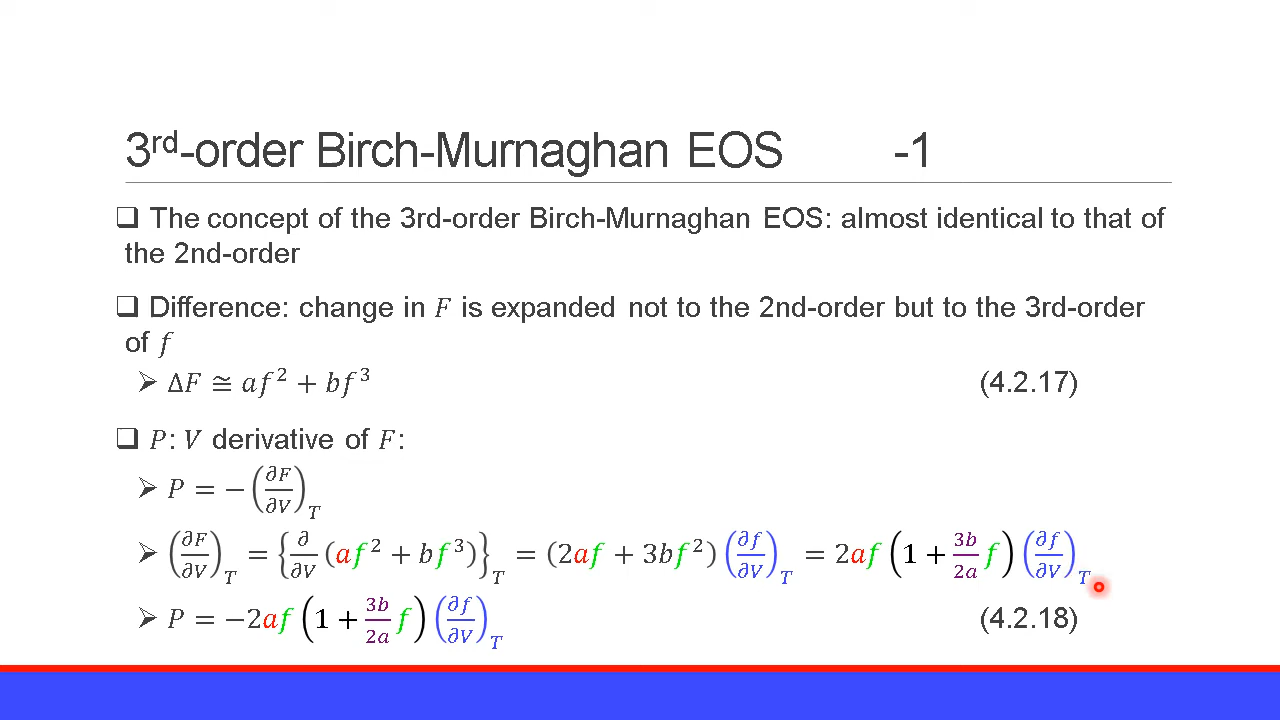 3rd-order Birch-Murnaghan EOS -1
❑ The concept of the 3rd-order Birch-Murnaghan EOS: almost identical to that of
the 2nd-order
❑ Difference: change in F is expanded not to the 2nd-order but to the 3rd-order
of f
➢ ΔF ≅ af² + bf³ (4.2.17)
❑ P: V derivative of F:
➢ P = −(∂F/∂V)_T
➢ (∂F/∂V)_T = {∂/∂V (af² + bf³)}_T = (2af + 3bf²)(∂f/∂V)_T = 2af(1 + 3b/2a f)(∂f/∂V)_T
➢ P = −2af(1 + 3b/2a f)(∂f/∂V)_T (4.2.18)